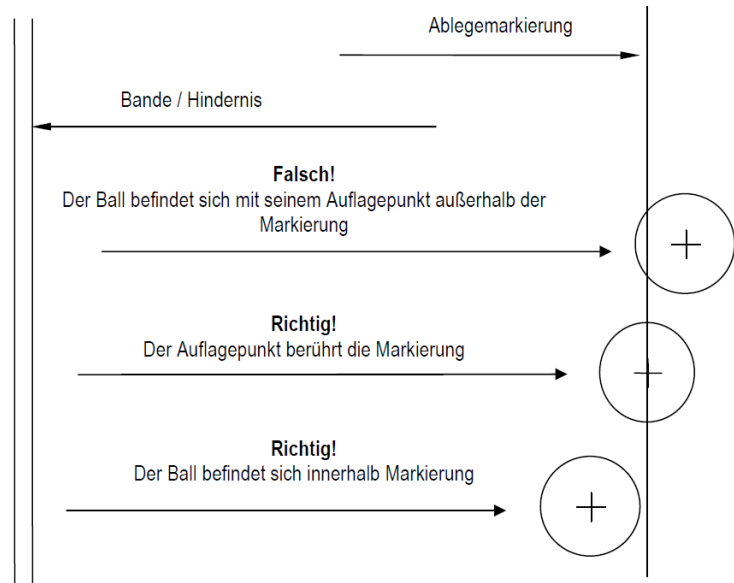 Ablegemarkierung
Bande / Hindernis
Falsch!
Der Ball befindet sich mit seinem Auflagepunkt außerhalb der
Markierung
Richtig!
Der Auflagepunkt berührt die Markierung
Richtig!
Der Ball befindet sich innerhalb Markierung